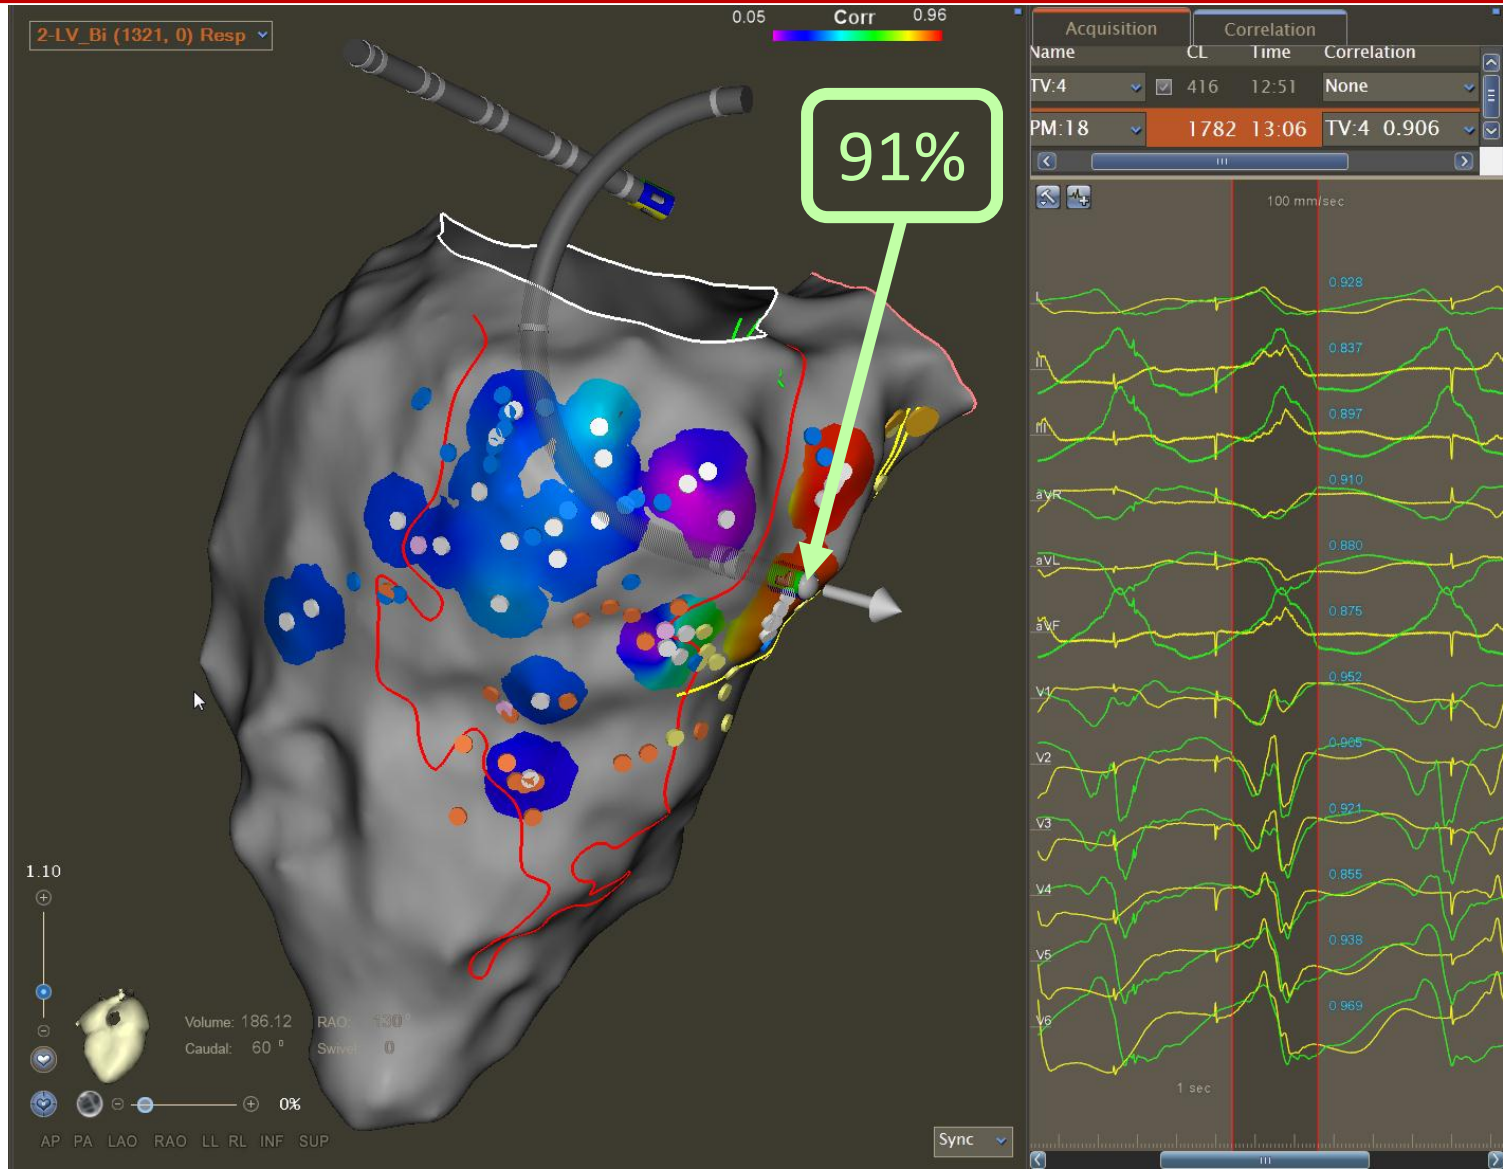 2-LV_Bi (1321, 0) Resp
0.05 Corr 0.96
91%
1.10
Volume: 186.12 RAO: 130 °
Caudal: 60 ° Swivel 0
0%
AP PA LAO RAO LL RL INF SUP
Sync
Acquisition Correlation
Name CL Time Correlation
TV:4 416 12:51 None
PM:18 1782 13:06 TV:4 0.906
100 mm/sec
I 0.928
II 0.837
III 0.897
aVR 0.910
aVL 0.880
aVF 0.875
V1 0.952
V2 0.905
V3 0.921
V4 0.855
V5 0.938
V6 0.969
1 sec